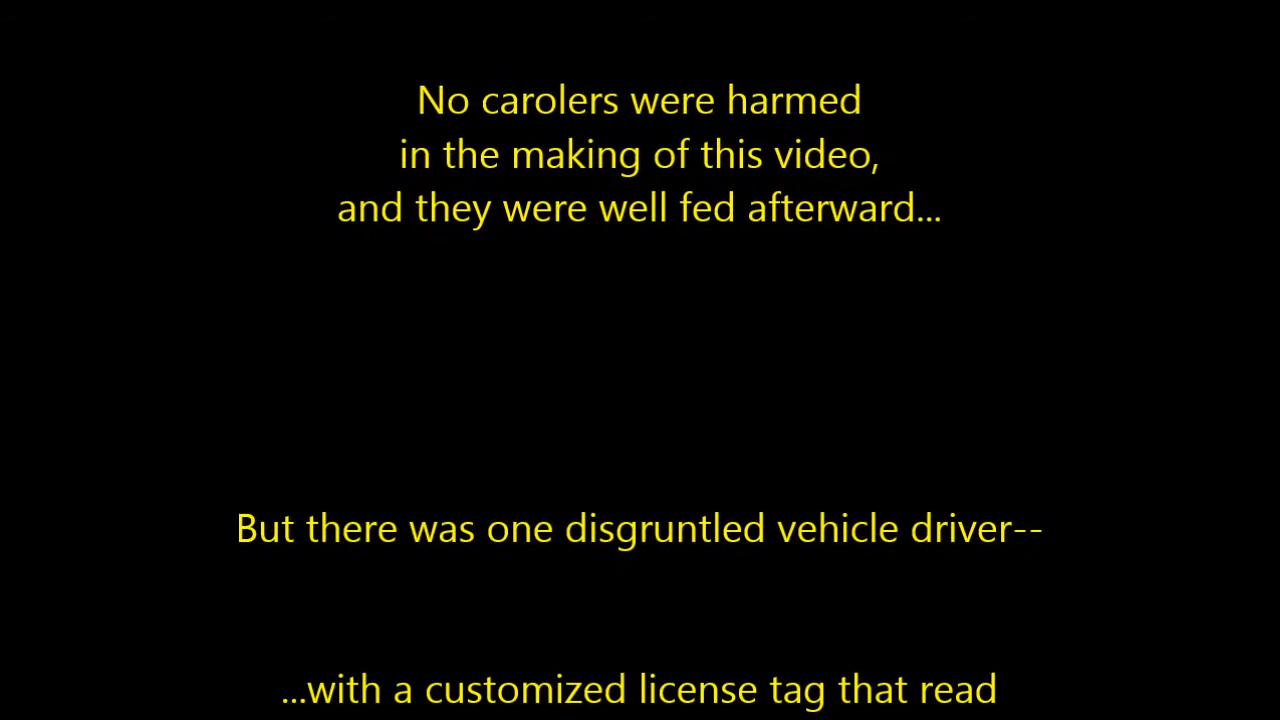 No carolers were harmed
in the making of this video,
and they were well fed afterward...
But there was one disgruntled vehicle driver--
...with a customized license tag that read